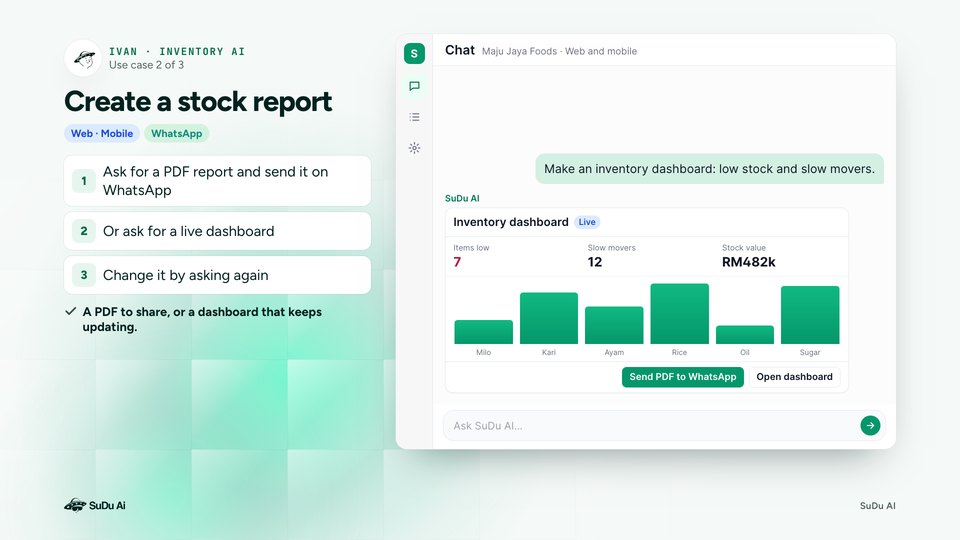 IVAN · INVENTORY AI
Use case 2 of 3
Create a stock report
Web · Mobile
WhatsApp
1
Ask for a PDF report and send it on
WhatsApp
2
Or ask for a live dashboard
3
Change it by asking again
A PDF to share, or a dashboard that keeps
updating.
SuDu Ai
S
Chat
Maju Jaya Foods · Web and mobile
Make an inventory dashboard: low stock and slow movers.
SuDu AI
Inventory dashboard
Live
Items low
7
Slow movers
12
Stock value
RM482k
Milo
Kari
Ayam
Rice
Oil
Sugar
Send PDF to WhatsApp
Open dashboard
Ask SuDu AI...
SuDu AI